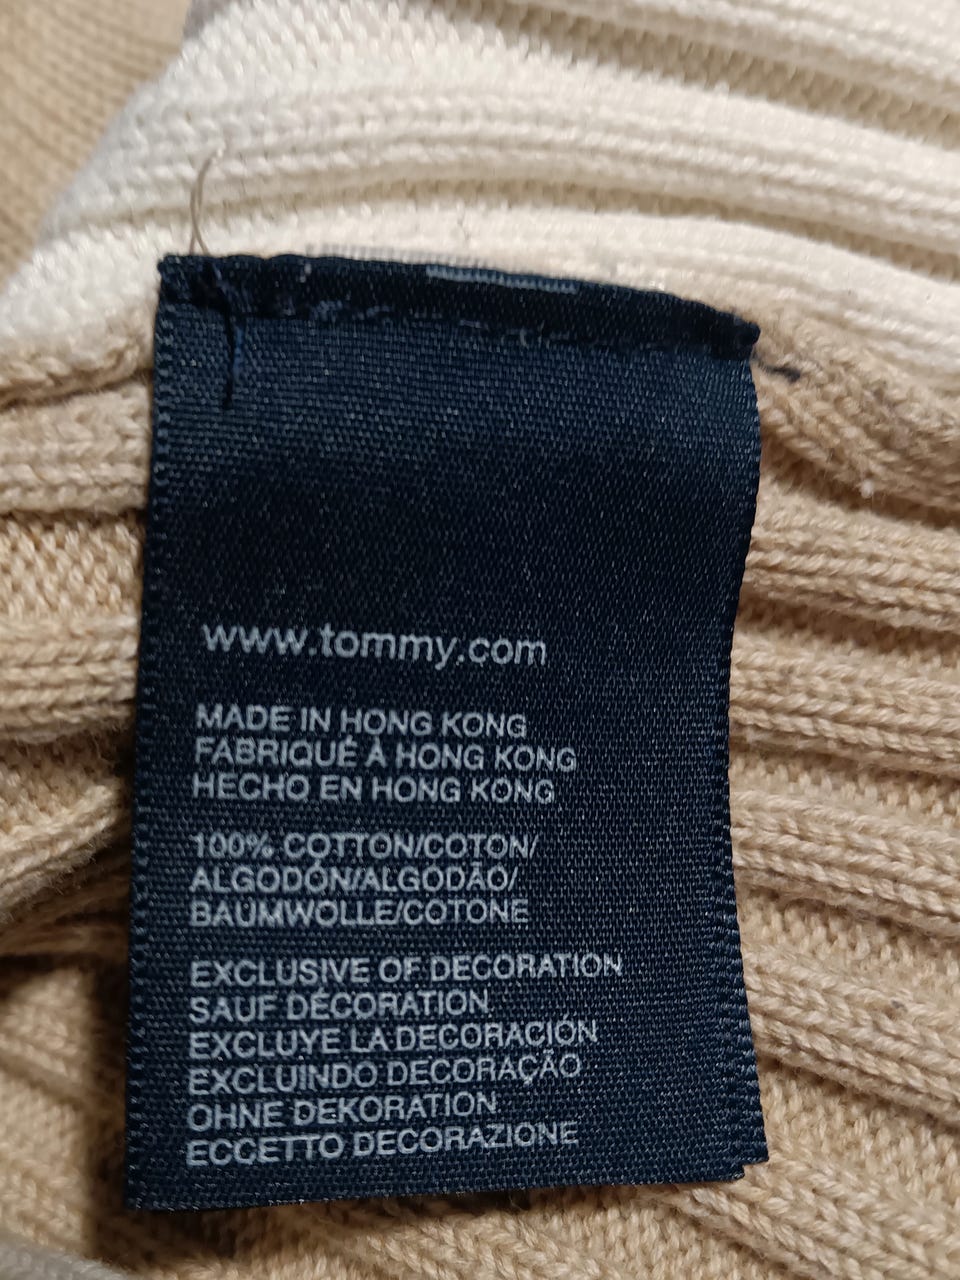 www.tommy.com
MADE IN HONG KONG
FABRIQUÉ À HONG KONG
HECHO EN HONG KONG
100% COTTON/COTON/
ALGODÓN/ALGODÃO/
BAUMWOLLE/COTONE
EXCLUSIVE OF DECORATION
SAUF DÉCORATION
EXCLUYE LA DECORACIÓN
EXCLUINDO DECORAÇÃO
OHNE DEKORATION
ECCETTO DECORAZIONE